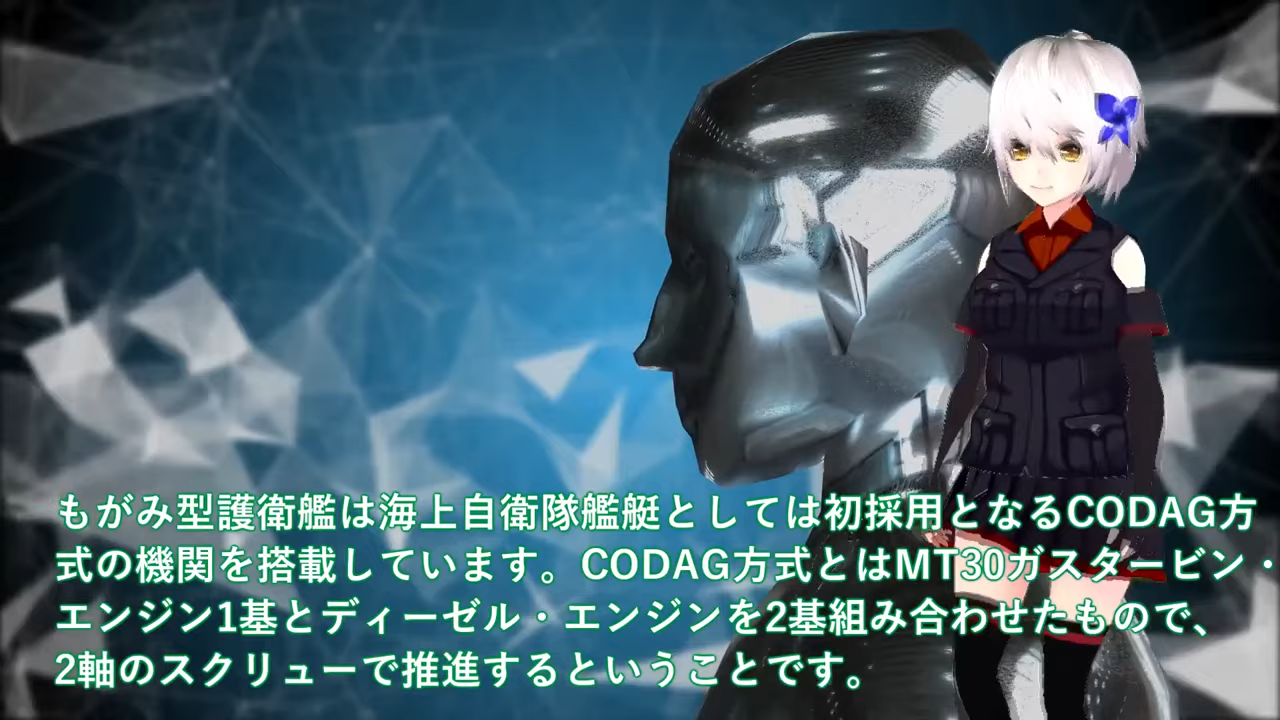 もがみ型護衛艦は海上自衛隊艦艇としては初採用となるCODAG方
式の機関を搭載しています。CODAG方式とはMT30ガスタービン・
エンジン1基とディーゼル・エンジンを2基組み合わせたもので、
2軸のスクリューで推進するということです。